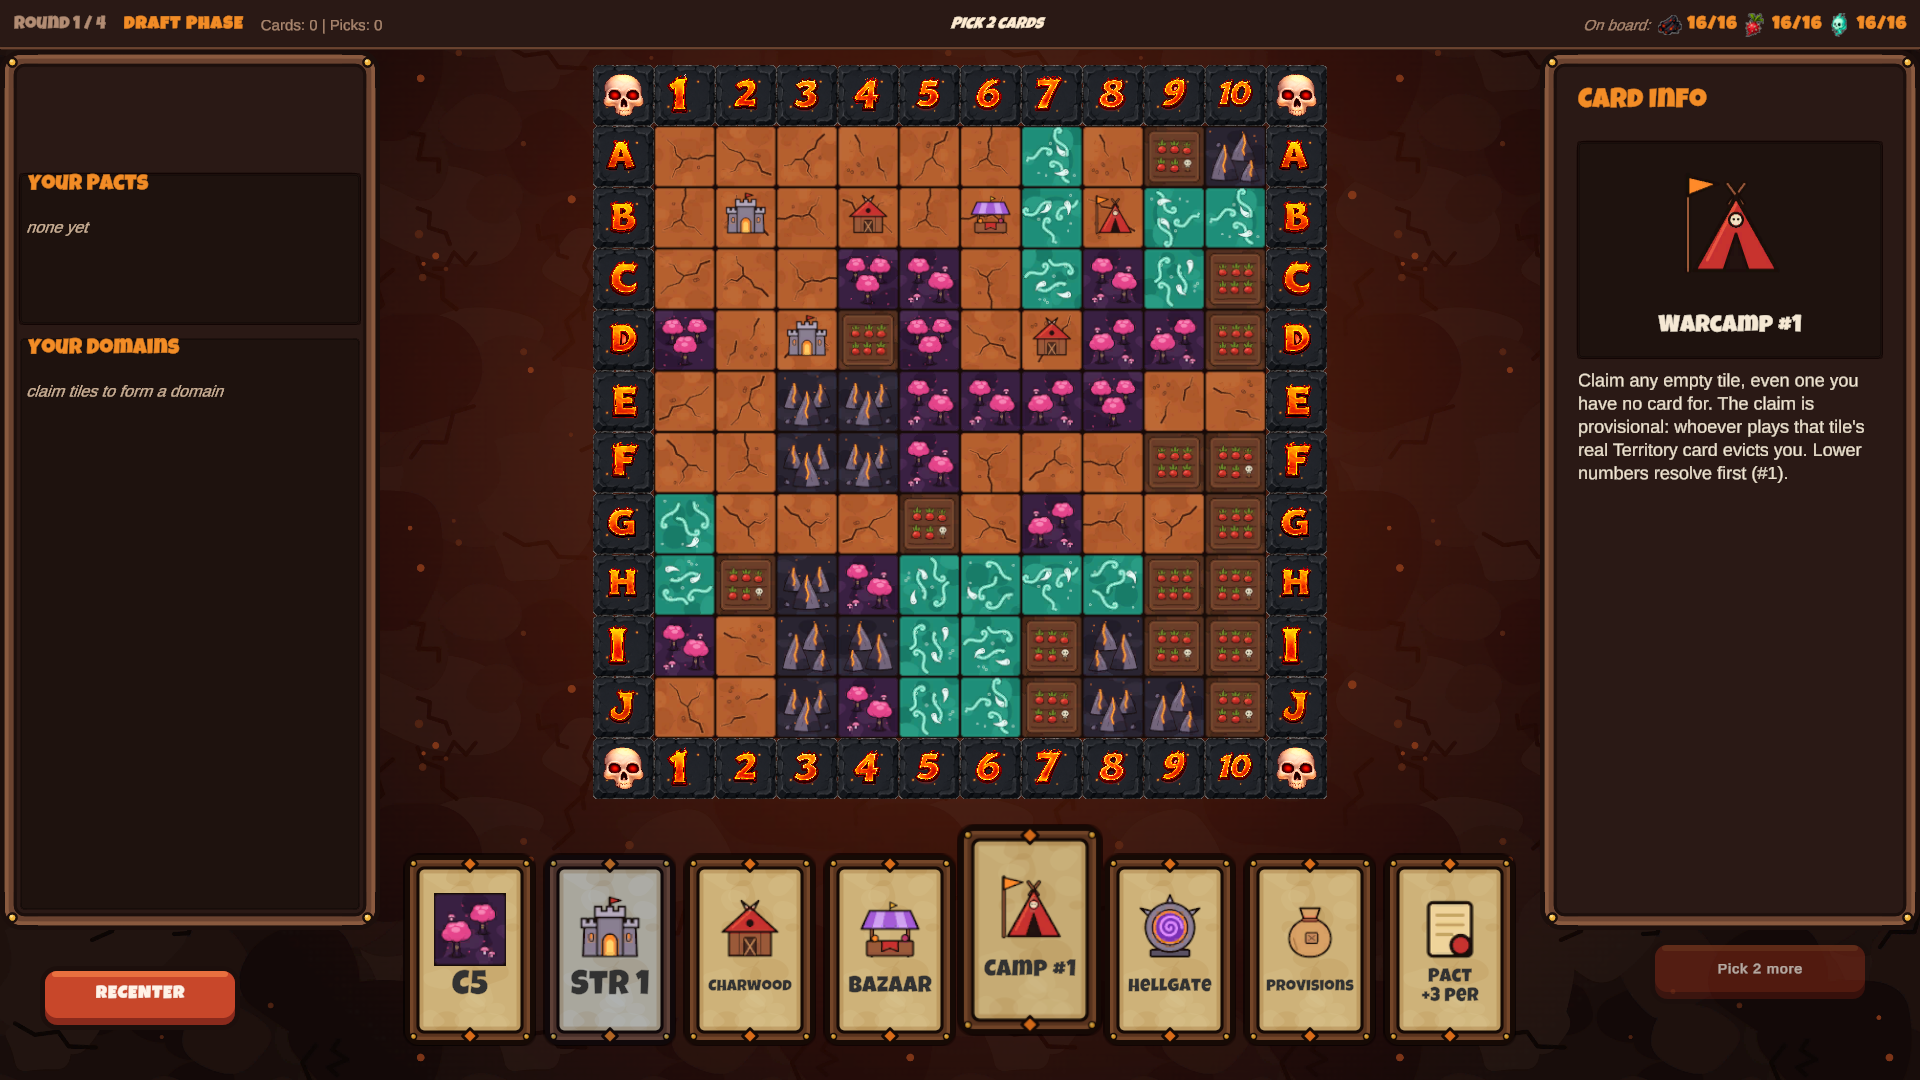 ROUND 1 / 4 DRAFT PHASE Cards: 0 | Picks: 0
PICK 2 CARDS
On board: 16/16 16/16 16/16
YOUR PACTS
none yet
YOUR DOMAINS
claim tiles to form a domain
1 2 3 4 5 6 7 8 9 10
A A
B B
C C
D D
E E
F F
G G
H H
I I
J J
1 2 3 4 5 6 7 8 9 10
CARD INFO
WARCAMP #1
Claim any empty tile, even one you
have no card for. The claim is
provisional: whoever plays that tile's
real Territory card evicts you. Lower
numbers resolve first (#1).
C5
STR 1
CHARWOOD
BAZAAR
CAMP #1
HELLGATE
PROVISIONS
PACT
+3 PER
RECENTER
Pick 2 more